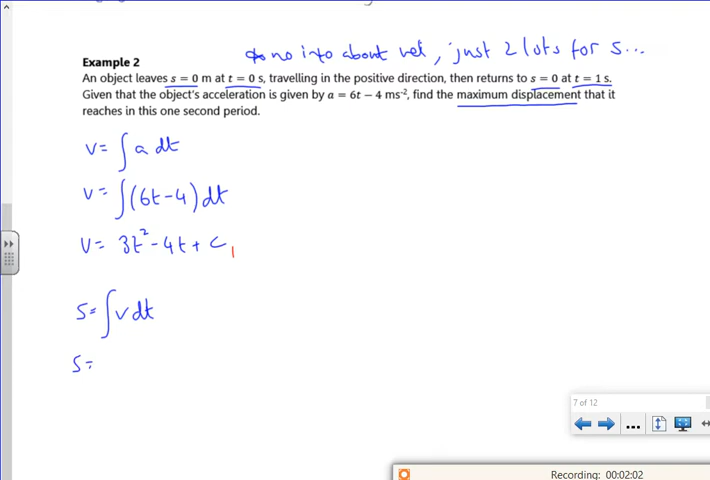 no info about vel, just 2 lots for s...
Example 2
An object leaves s = 0 m at t = 0 s, travelling in the positive direction, then returns to s = 0 at t = 1 s.
Given that the object's acceleration is given by a = 6t – 4 ms⁻², find the maximum displacement that it
reaches in this one second period.
v = ∫ a dt
v = ∫ (6t – 4) dt
v = 3t² – 4t + C₁
s = ∫ v dt
s =
7 of 12
...
Recording: 00:02:02